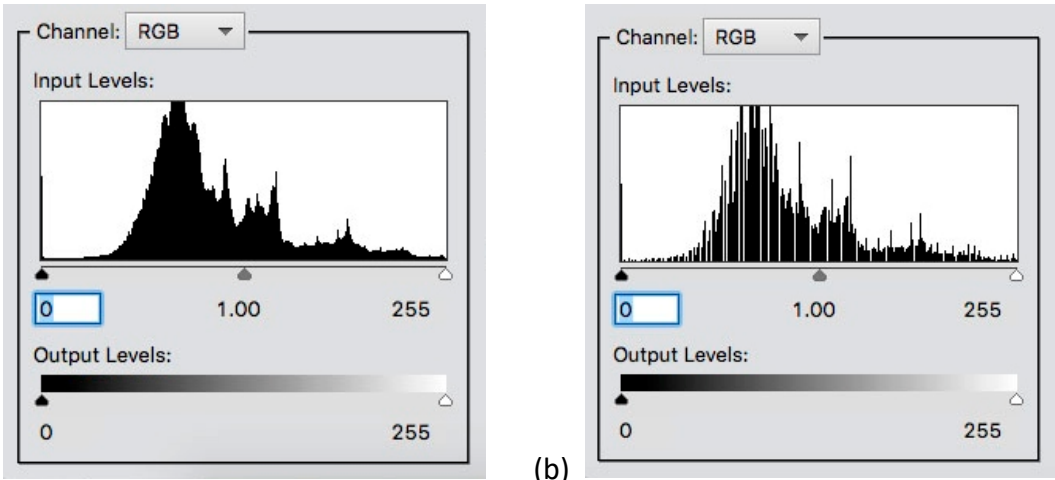 Channel: RGB
Input Levels:
0 1.00 255
Output Levels:
0 255
(b)
Channel: RGB
Input Levels:
0 1.00 255
Output Levels:
0 255